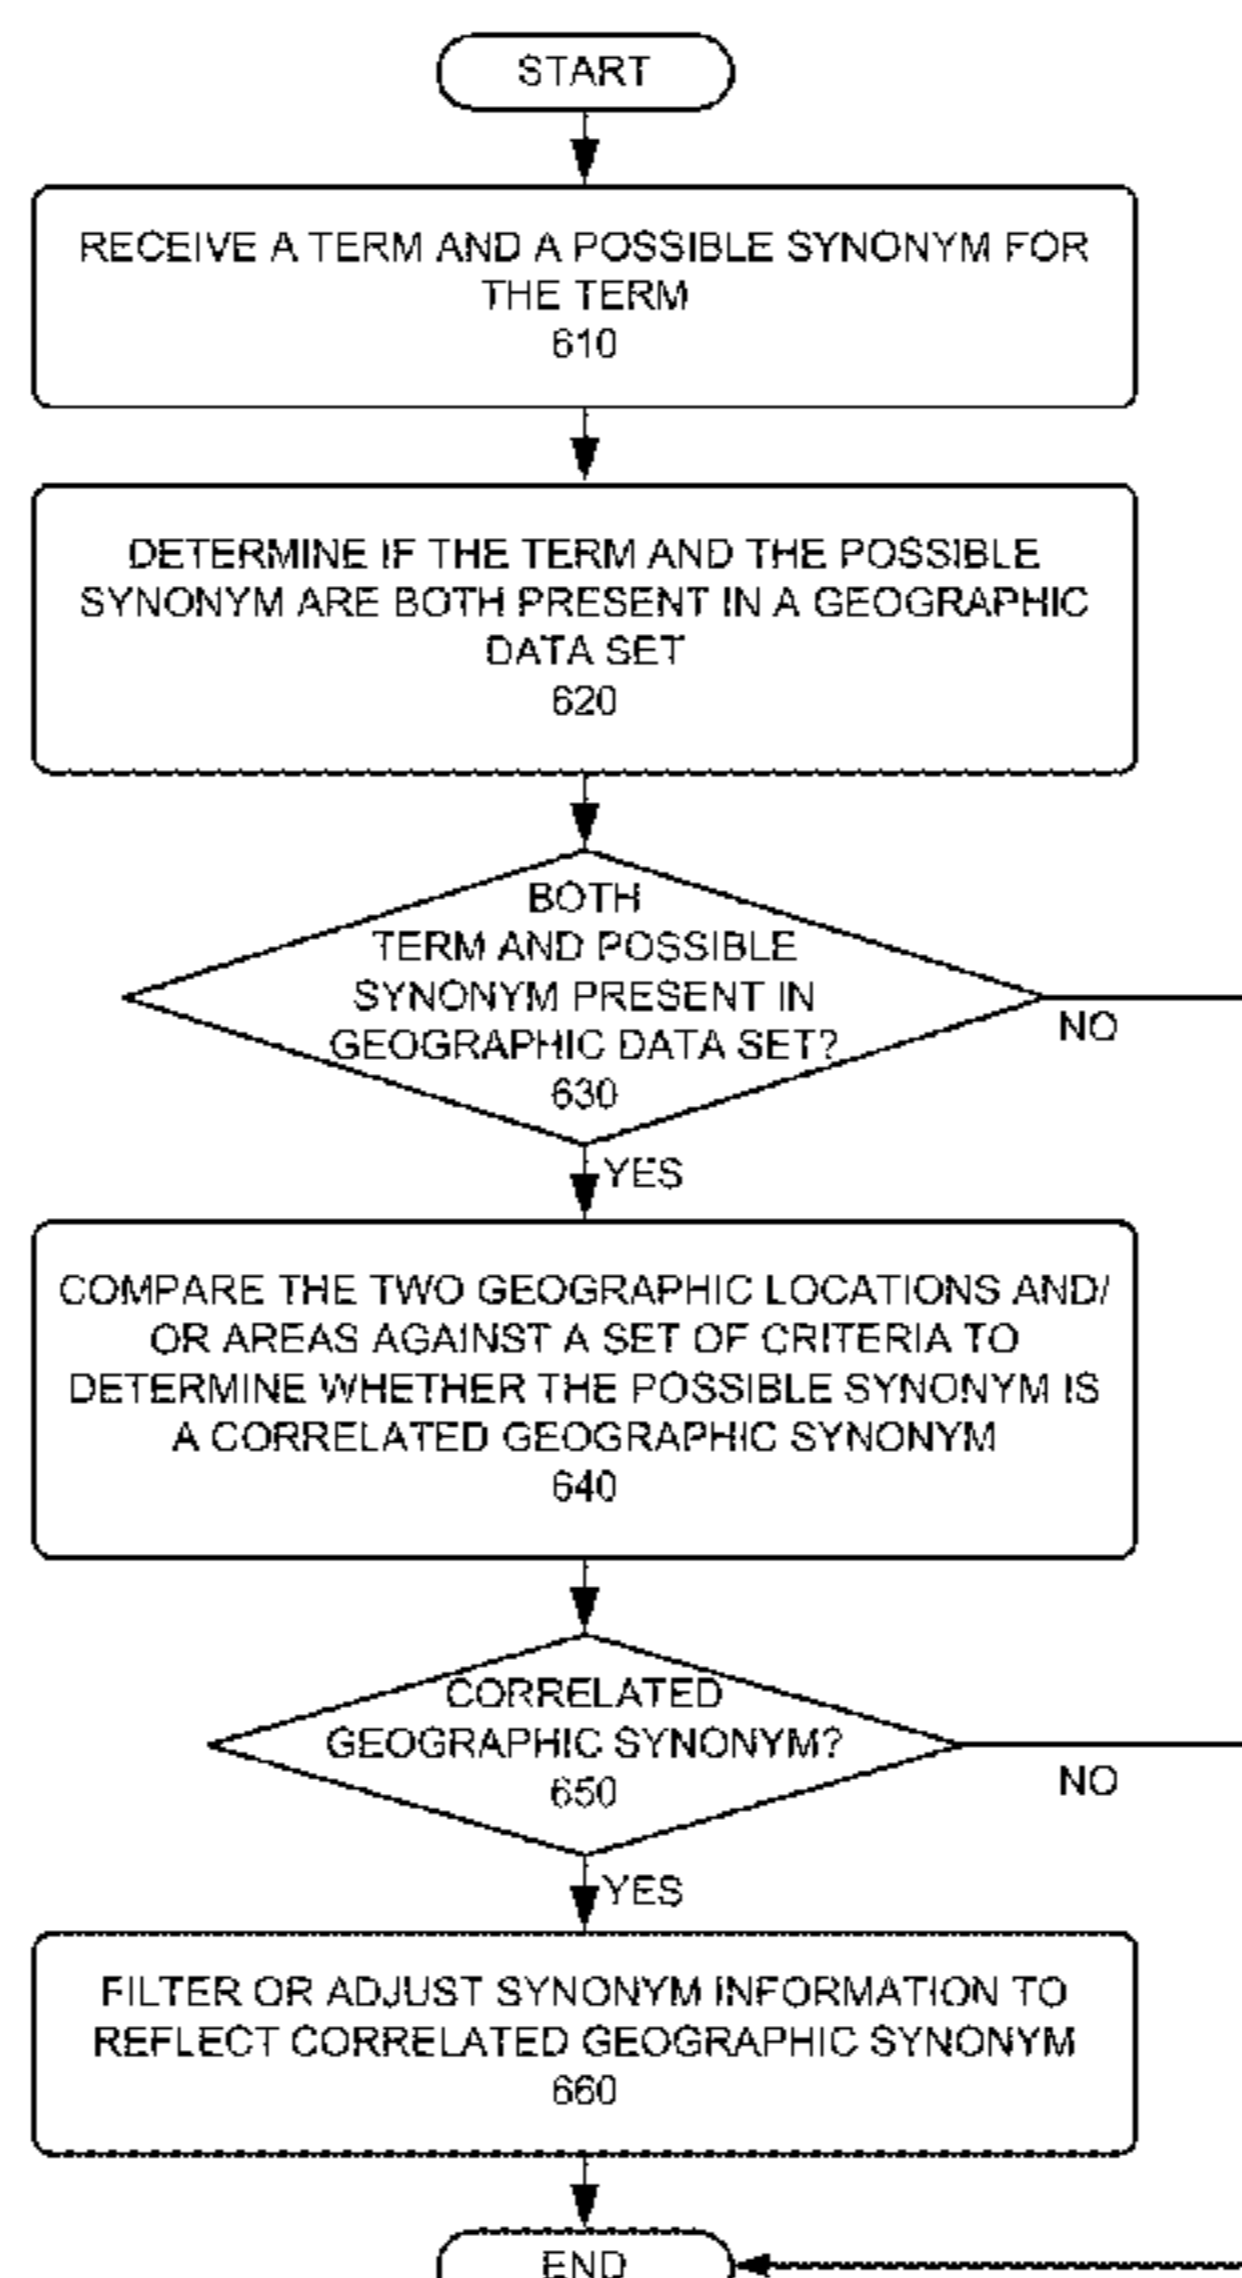 START
RECEIVE A TERM AND A POSSIBLE SYNONYM FOR
THE TERM
610
DETERMINE IF THE TERM AND THE POSSIBLE
SYNONYM ARE BOTH PRESENT IN A GEOGRAPHIC
DATA SET
620
BOTH
TERM AND POSSIBLE
SYNONYM PRESENT IN
GEOGRAPHIC DATA SET?
630
NO
YES
COMPARE THE TWO GEOGRAPHIC LOCATIONS AND/
OR AREAS AGAINST A SET OF CRITERIA TO
DETERMINE WHETHER THE POSSIBLE SYNONYM IS
A CORRELATED GEOGRAPHIC SYNONYM
640
CORRELATED
GEOGRAPHIC SYNONYM?
650
NO
YES
FILTER OR ADJUST SYNONYM INFORMATION TO
REFLECT CORRELATED GEOGRAPHIC SYNONYM
660
END